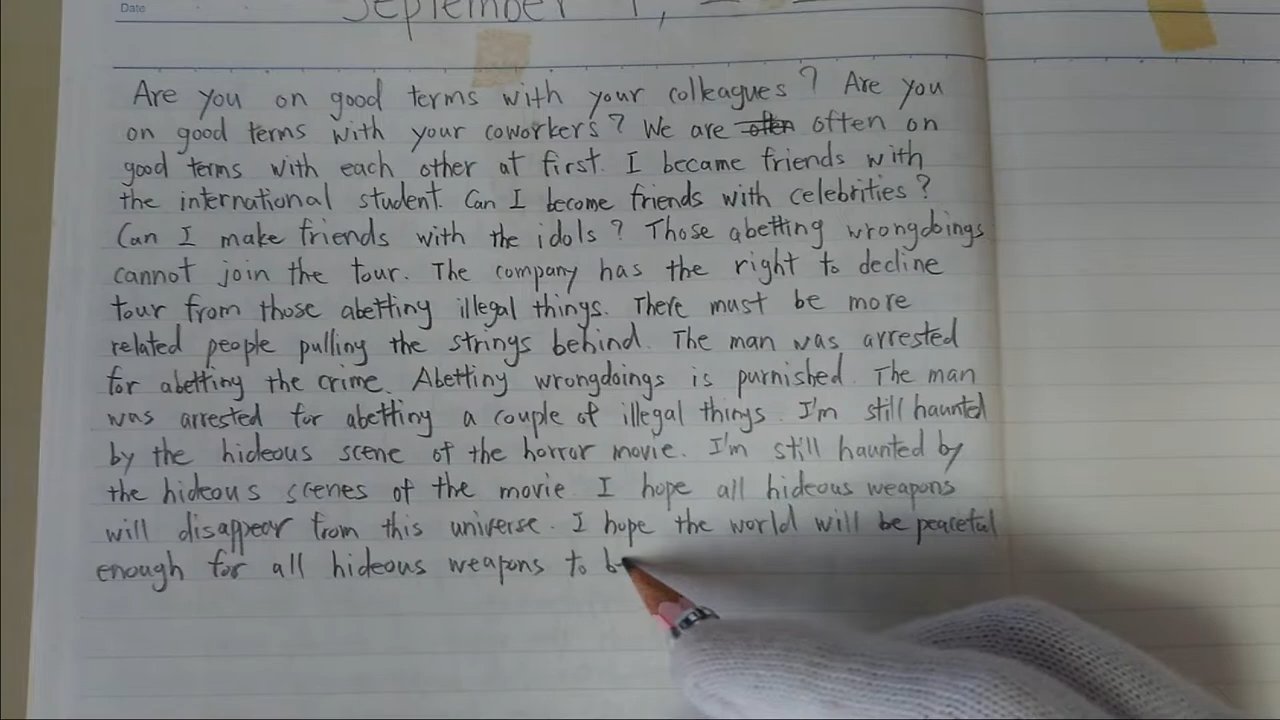 Date
September
Are you on good terms with your colleagues? Are you
on good terms with your coworkers? We are often often on
good terms with each other at first. I became friends with
the international student. Can I become friends with celebrities?
Can I make friends with the idols? Those abetting wrongdoings
cannot join the tour. The company has the right to decline
tour from those abetting illegal things. There must be more
related people pulling the strings behind. The man was arrested
for abetting the crime. Abetting wrongdoings is purnished. The man
was arrested for abetting a couple of illegal things. I'm still haunted
by the hideous scene of the horror movie. I'm still haunted by
the hideous scenes of the movie. I hope all hideous weapons
will disappear from this universe. I hope the world will be peaceful
enough for all hideous weapons to b